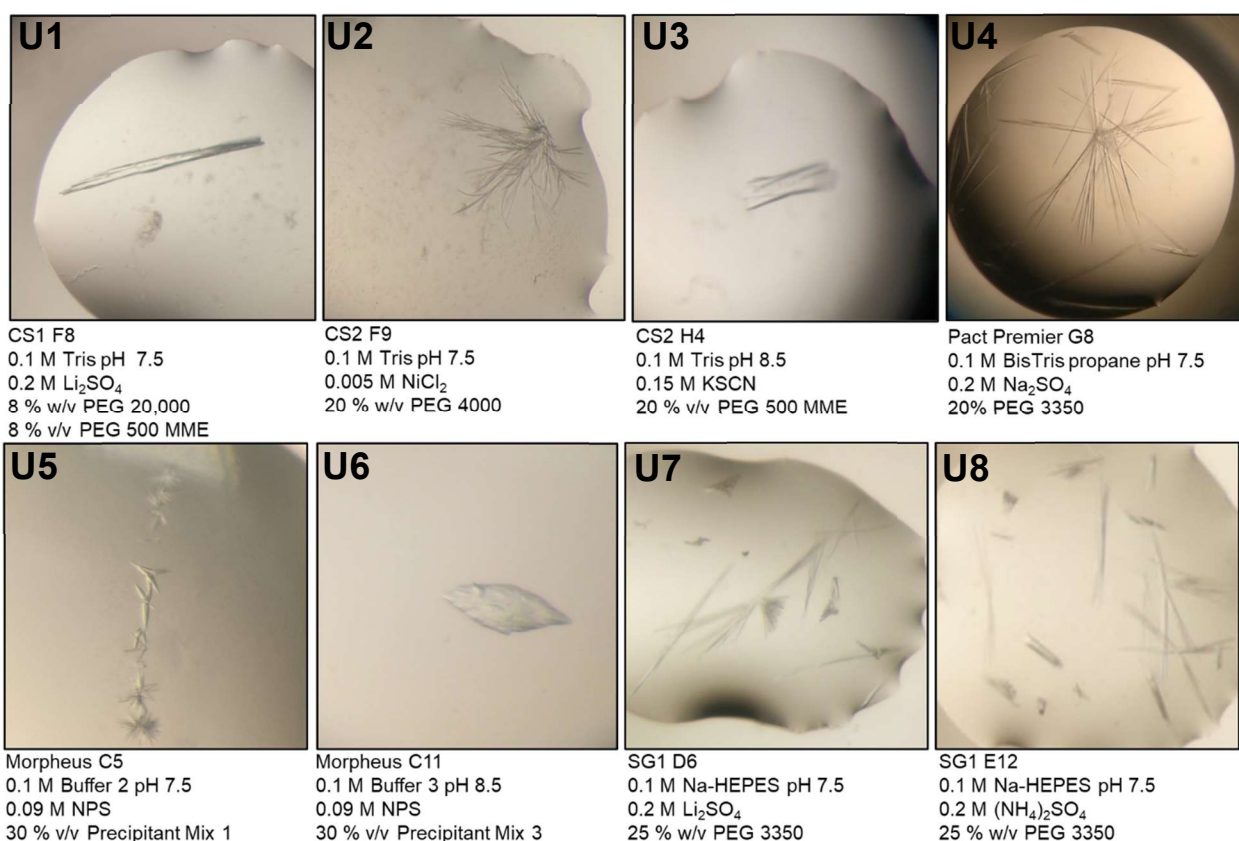 U1
U2
U3
U4
CS1 F8
0.1 M Tris pH 7.5
0.2 M Li₂SO₄
8 % w/v PEG 20,000
8 % v/v PEG 500 MME
CS2 F9
0.1 M Tris pH 7.5
0.005 M NiCl₂
20 % w/v PEG 4000
CS2 H4
0.1 M Tris pH 8.5
0.15 M KSCN
20 % v/v PEG 500 MME
Pact Premier G8
0.1 M BisTris propane pH 7.5
0.2 M Na₂SO₄
20% PEG 3350
U5
U6
U7
U8
Morpheus C5
0.1 M Buffer 2 pH 7.5
0.09 M NPS
30 % v/v Precipitant Mix 1
Morpheus C11
0.1 M Buffer 3 pH 8.5
0.09 M NPS
30 % v/v Precipitant Mix 3
SG1 D6
0.1 M Na-HEPES pH 7.5
0.2 M Li₂SO₄
25 % w/v PEG 3350
SG1 E12
0.1 M Na-HEPES pH 7.5
0.2 M (NH₄)₂SO₄
25 % w/v PEG 3350